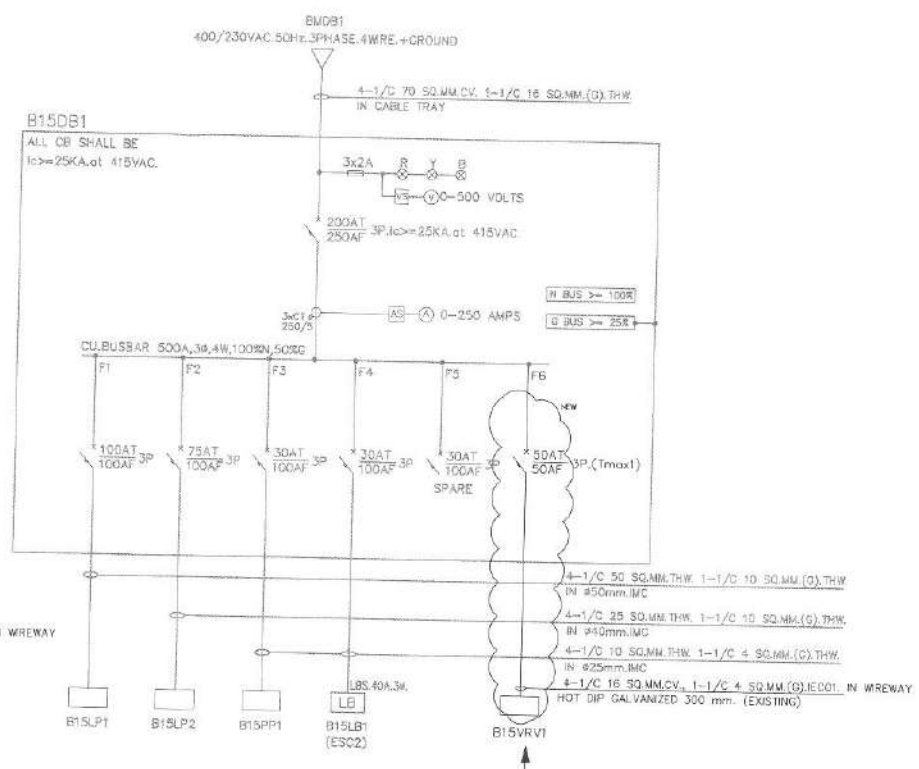 BMDB1
400/230VAC.50Hz.3PHASE.4WIRE.+GROUND
4-1/C 70 SQ.MM.CV. 1-1/C 16 SQ.MM.(G).THW.
IN CABLE TRAY
B15DB1
ALL CB SHALL BE
Ic>=25KA.at 415VAC.
3x2A
R
Y
B
VS
V
0-500 VOLTS
200AT
250AF
3P.Ic>=25KA.at 415VAC.
N BUS >= 100%
3xCT
250/5
AS
A
0-250 AMPS
G BUS >= 25%
CU.BUSBAR 500A,3Ø,4W,100%N,50%G
F1
F2
F3
F4
F5
F6
NEW
100AT
100AF
3P
75AT
100AF
3P
30AT
100AF
3P
30AT
100AF
3P
30AT
100AF
3P
SPARE
50AT
50AF
3P.(Tmax1)
4-1/C 50 SQ.MM.THW. 1-1/C 10 SQ.MM.(G).THW.
IN ø50mm.IMC
4-1/C 25 SQ.MM.THW. 1-1/C 10 SQ.MM.(G).THW.
IN ø40mm.IMC
WIREWAY
4-1/C 10 SQ.MM.THW. 1-1/C 4 SQ.MM.(G).THW.
IN ø25mm.IMC
LBS.40A.3W.
4-1/C 16 SQ.MM.CV., 1-1/C 4 SQ.MM.(G).IEC01. IN WIREWAY
HOT DIP GALVANIZED 300 mm. (EXISTING)
LB
B15LP1
B15LP2
B15PP1
B15LB1
(ESC2)
B15VRV1